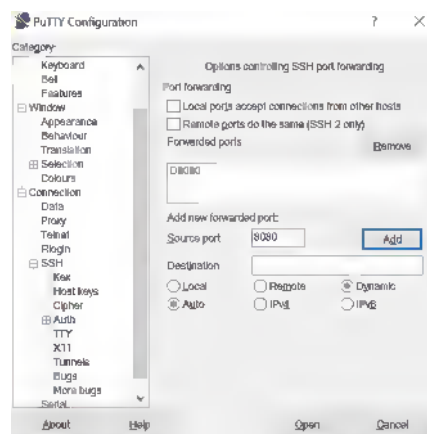 PuTTY Configuration ? ×
Category:
Keyboard
Bell
Features
Window
Appearance
Behaviour
Translation
Selection
Colours
Connection
Data
Proxy
Telnet
Rlogin
SSH
Kex
Host keys
Cipher
Auth
TTY
X11
Tunnels
Bugs
More bugs
Serial
Options controlling SSH port forwarding
Port forwarding
Local ports accept connections from other hosts
Remote ports do the same (SSH 2 only)
Forwarded ports
Remove
D8080
Add new forwarded port:
Source port 8080 Add
Destination
Local Remote Dynamic
Auto IPv4 IPv6
About Help Open Cancel